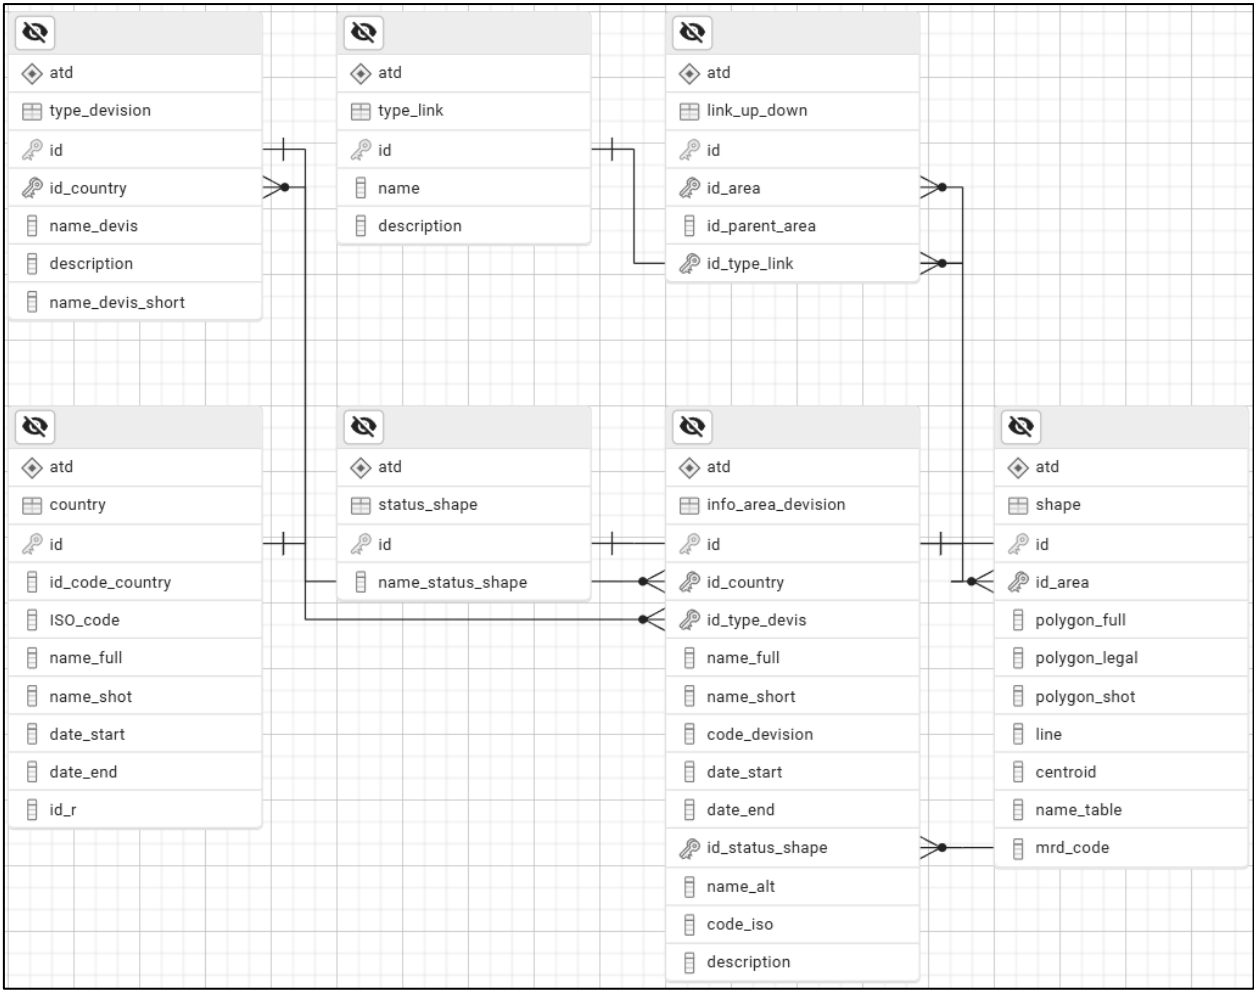 atd
type_devision
id
id_country
name_devis
description
name_devis_short
atd
type_link
id
name
description
atd
link_up_down
id
id_area
id_parent_area
id_type_link
atd
country
id
id_code_country
ISO_code
name_full
name_shot
date_start
date_end
id_r
atd
status_shape
id
name_status_shape
atd
info_area_devision
id
id_country
id_type_devis
name_full
name_short
code_devision
date_start
date_end
id_status_shape
name_alt
code_iso
description
atd
shape
id
id_area
polygon_full
polygon_legal
polygon_shot
line
centroid
name_table
mrd_code